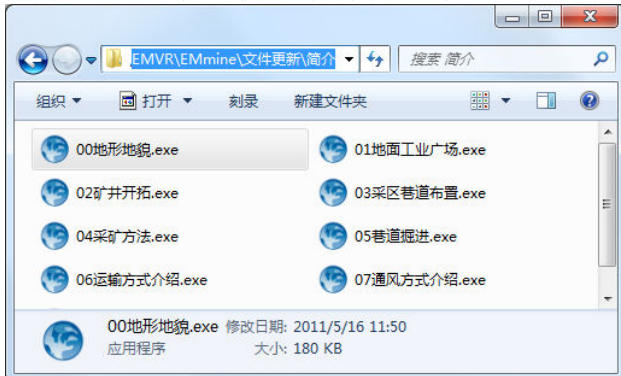 EMVR\EMmine\文件更新\简介
搜索 简介
组织 打开 刻录 新建文件夹
00地形地貌.exe 01地面工业广场.exe
02矿井开拓.exe 03采区巷道布置.exe
04采矿方法.exe 05巷道掘进.exe
06运输方式介绍.exe 07通风方式介绍.exe
00地形地貌.exe 修改日期: 2011/5/16 11:50
应用程序 大小: 180 KB